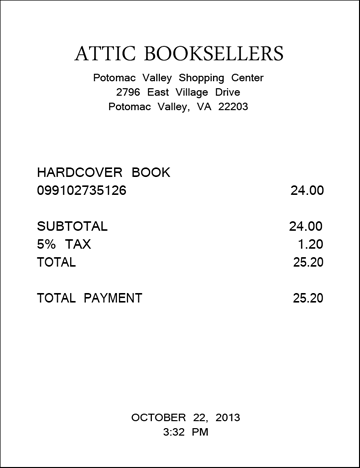 ATTIC BOOKSELLERS
Potomac Valley Shopping Center
2796 East Village Drive
Potomac Valley, VA 22203
HARDCOVER BOOK
099102735126 24.00
SUBTOTAL 24.00
5% TAX 1.20
TOTAL 25.20
TOTAL PAYMENT 25.20
OCTOBER 22, 2013
3:32 PM